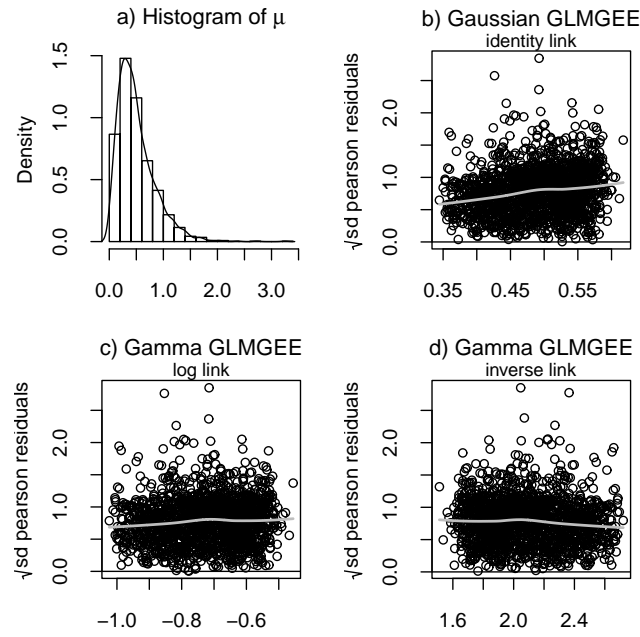 a) Histogram of μ
Density
0.0 0.5 1.0 1.5
0.0 1.0 2.0 3.0
b) Gaussian GLMGEE
identity link
√sd pearson residuals
0.0 1.0 2.0
0.35 0.45 0.55
c) Gamma GLMGEE
log link
√sd pearson residuals
0.0 1.0 2.0
−1.0 −0.8 −0.6
d) Gamma GLMGEE
inverse link
√sd pearson residuals
0.0 1.0 2.0
1.6 2.0 2.4